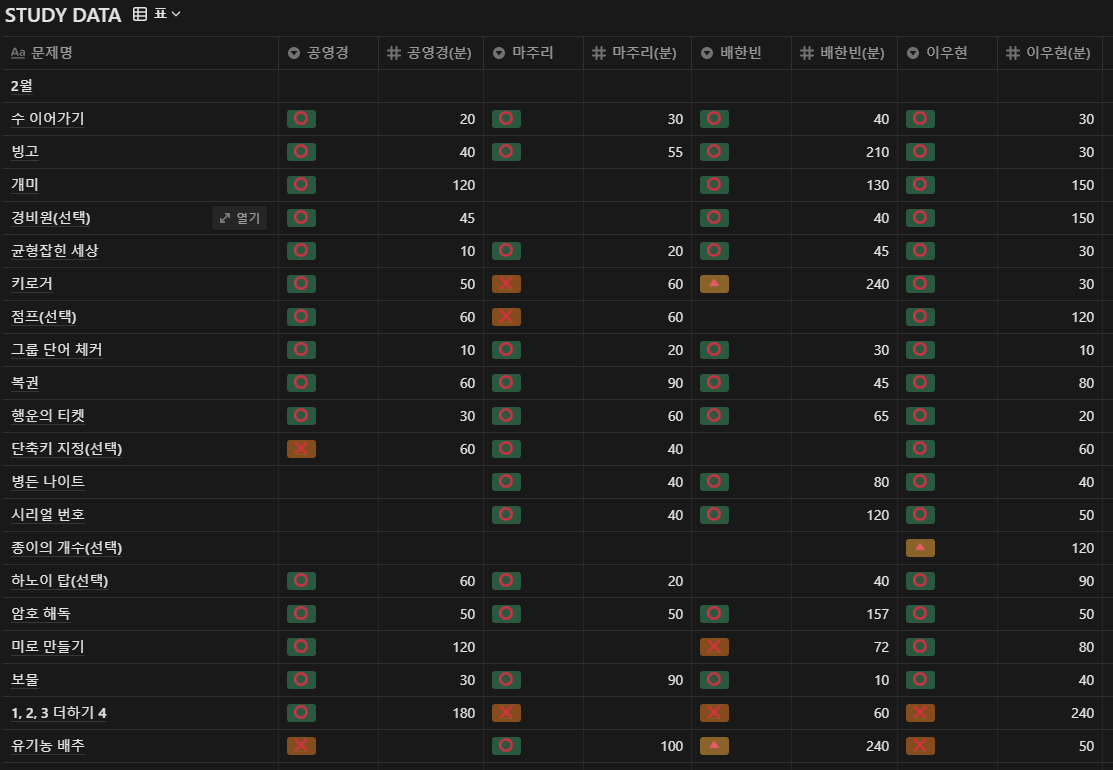 STUDY DATA 표
Aa 문제명 공영경 # 공영경(분) 마주리 # 마주리(분) 배한빈 # 배한빈(분) 이우현 # 이우현(분)
2월
수 이어가기 ⭕ 20 ⭕ 30 ⭕ 40 ⭕ 30
빙고 ⭕ 40 ⭕ 55 ⭕ 210 ⭕ 30
개미 ⭕ 120 ⭕ 130 ⭕ 150
경비원(선택) 열기 ⭕ 45 ⭕ 40 ⭕ 150
균형잡힌 세상 ⭕ 10 ⭕ 20 ⭕ 45 ⭕ 30
키로거 ⭕ 50 ❌ 60 🔺 240 ⭕ 30
점프(선택) ⭕ 60 ❌ 60 ⭕ 120
그룹 단어 체커 ⭕ 10 ⭕ 20 ⭕ 30 ⭕ 10
복권 ⭕ 60 ⭕ 90 ⭕ 45 ⭕ 80
행운의 티켓 ⭕ 30 ⭕ 60 ⭕ 65 ⭕ 20
단축키 지정(선택) ❌ 60 ⭕ 40 ⭕ 60
병든 나이트 ⭕ 40 ⭕ 80 ⭕ 40
시리얼 번호 ⭕ 40 ⭕ 120 ⭕ 50
종이의 개수(선택) 🔺 120
하노이 탑(선택) ⭕ 60 ⭕ 20 40 ⭕ 90
암호 해독 ⭕ 50 ⭕ 50 ⭕ 157 ⭕ 50
미로 만들기 ⭕ 120 ❌ 72 ⭕ 80
보물 ⭕ 30 ⭕ 90 ⭕ 10 ⭕ 40
1, 2, 3 더하기 4 ⭕ 180 ❌ ❌ 60 ❌ 240
유기농 배추 ❌ ⭕ 100 🔺 240 ❌ 50